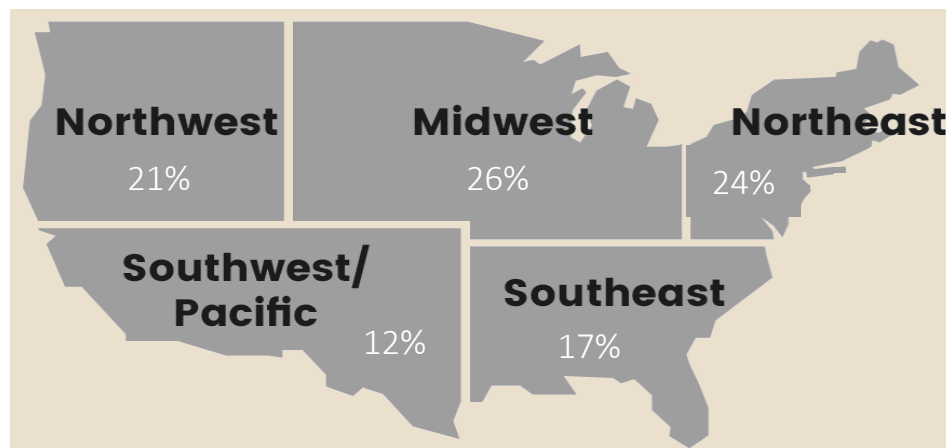 Northwest
21%
Midwest
26%
Northeast
24%
Southwest/
Pacific
12%
Southeast
17%